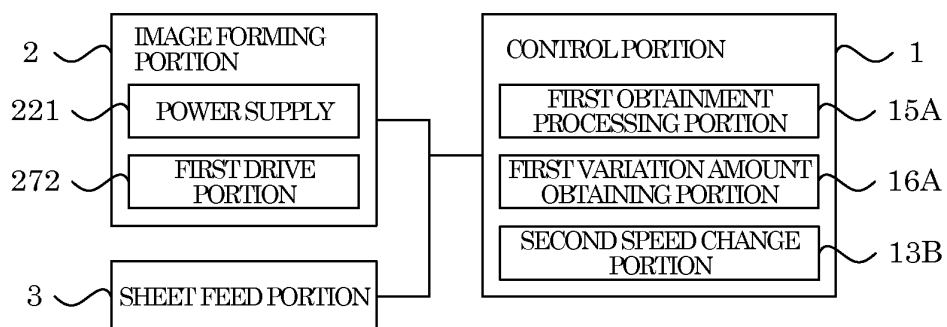 2
IMAGE FORMING
PORTION
221
POWER SUPPLY
272
FIRST DRIVE
PORTION
3
SHEET FEED PORTION
CONTROL PORTION
1
FIRST OBTAINMENT
PROCESSING PORTION
15A
FIRST VARIATION AMOUNT
OBTAINING PORTION
16A
SECOND SPEED CHANGE
PORTION
13B